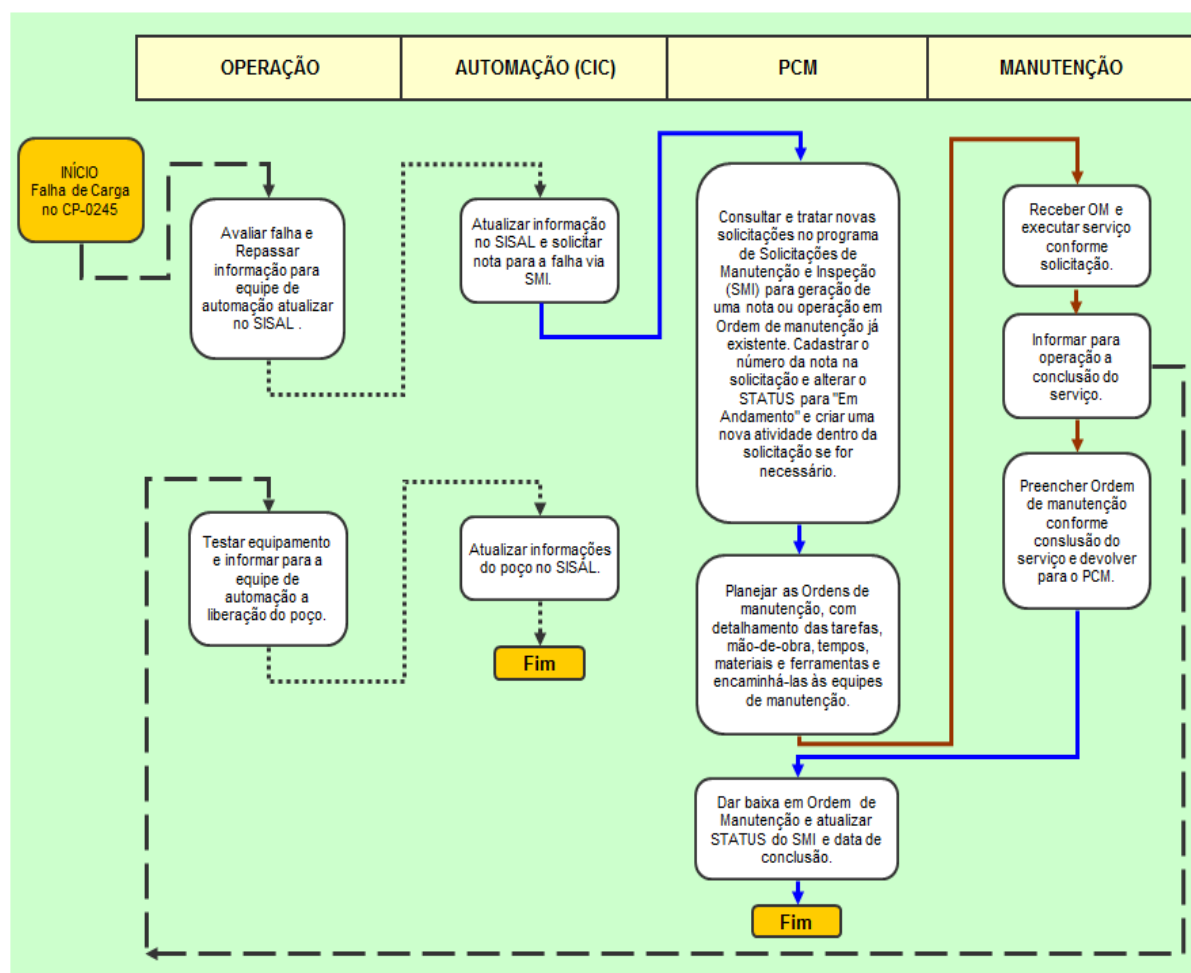 OPERAÇÃO
AUTOMAÇÃO (CIC)
PCM
MANUTENÇÃO
INÍCIO
Falha de Carga
no CP-0245
Avaliar falha e
Repassar
informação para
equipe de
automação atualizar
no SISAL .
Atualizar informação
no SISAL e solicitar
nota para a falha via
SMI.
Consultar e tratar novas
solicitações no programa
de Solicitações de
Manutenção e Inspeção
(SMI) para geração de
uma nota ou operação em
Ordem de manutenção já
existente. Cadastrar o
número da nota na
solicitação e alterar o
STATUS para "Em
Andamento" e criar uma
nova atividade dentro da
solicitação se for
necessário.
Receber OM e
executar serviço
conforme
solicitação.
Informar para
operação a
conclusão do
serviço.
Preencher Ordem
de manutenção
conforme
conslusão do
serviço e devolver
para o PCM.
Testar equipamento
e informar para a
equipe de
automação a
liberação do poço.
Atualizar informações
do poço no SISAL.
Fim
Planejar as Ordens de
manutenção, com
detalhamento das tarefas,
mão-de-obra, tempos,
materiais e ferramentas e
encaminhá-las às equipes
de manutenção.
Dar baixa em Ordem de
Manutenção e atualizar
STATUS do SMI e data de
conclusão.
Fim